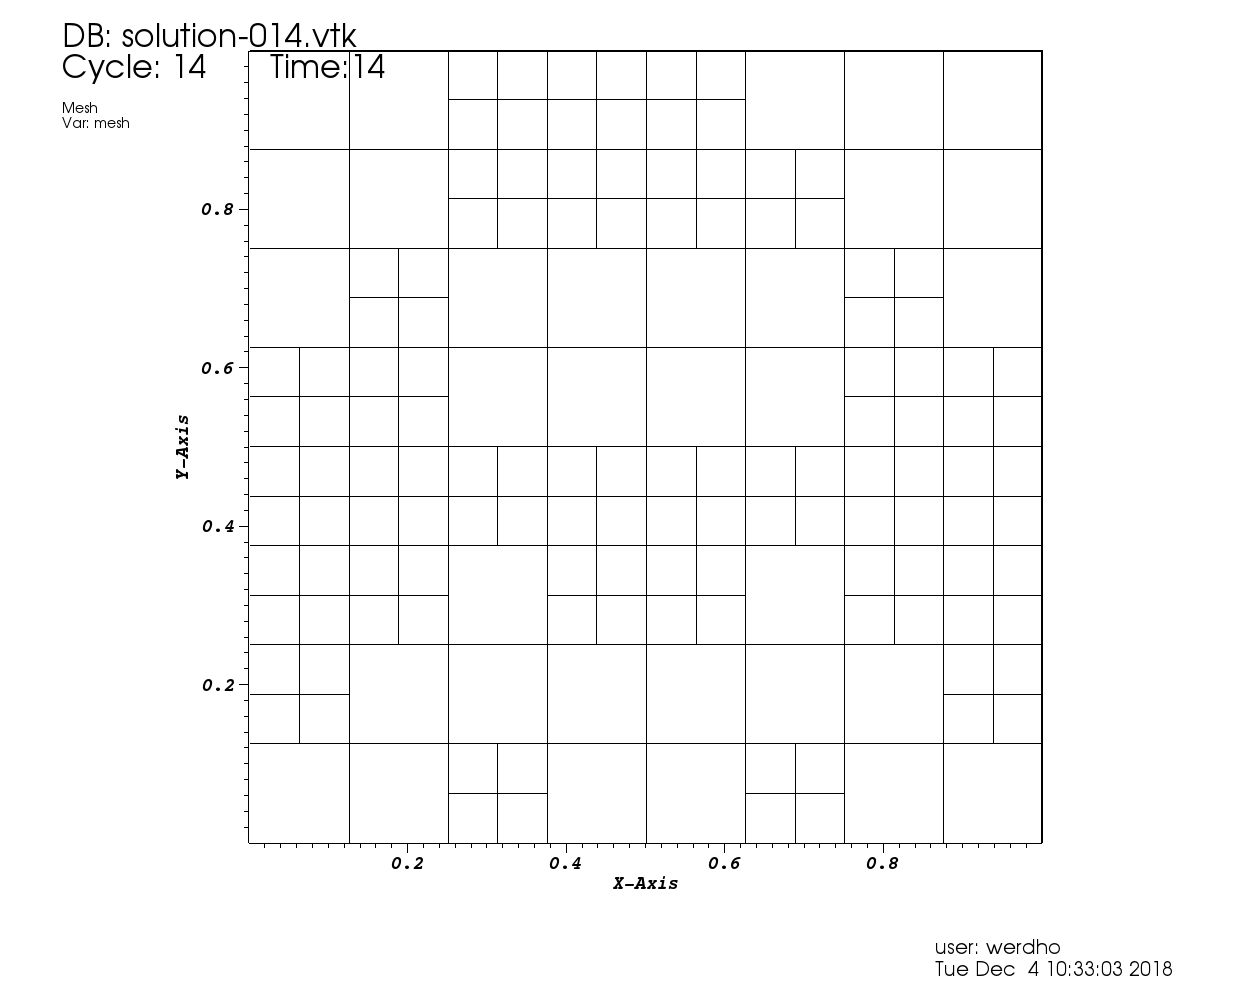 DB: solution-014.vtk
Cycle: 14 Time:14
Mesh
Var: mesh
0.8
0.6
0.4
0.2
Y-Axis
0.2 0.4 0.6 0.8
X-Axis
user: werdho
Tue Dec 4 10:33:03 2018